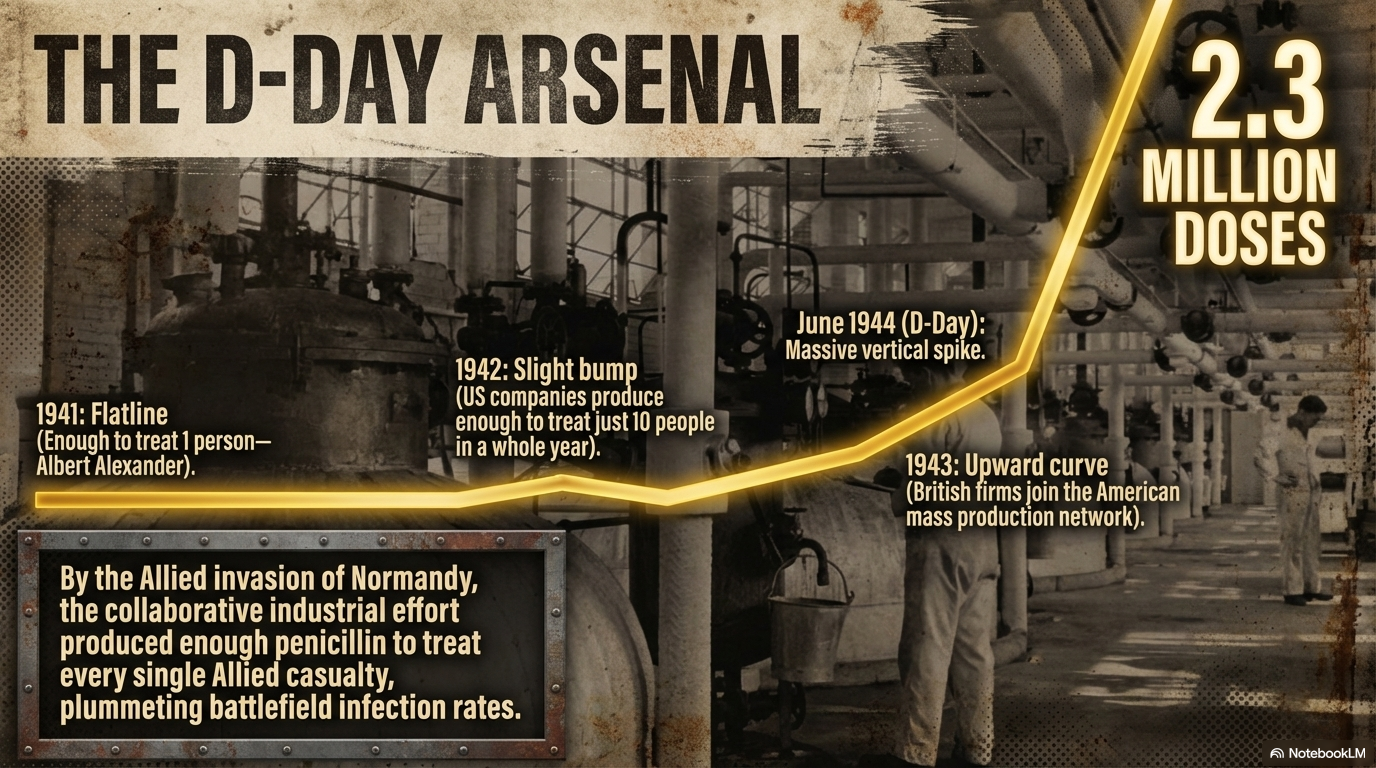 THE D-DAY ARSENAL
2.3
MILLION
DOSES
June 1944 (D-Day):
Massive vertical spike.
1942: Slight bump
(US companies produce
enough to treat just 10 people
in a whole year).
1941: Flatline
(Enough to treat 1 person—
Albert Alexander).
1943: Upward curve
(British firms join the American
mass production network).
By the Allied invasion of Normandy,
the collaborative industrial effort
produced enough penicillin to treat
every single Allied casualty,
plummeting battlefield infection rates.
NotebookLM